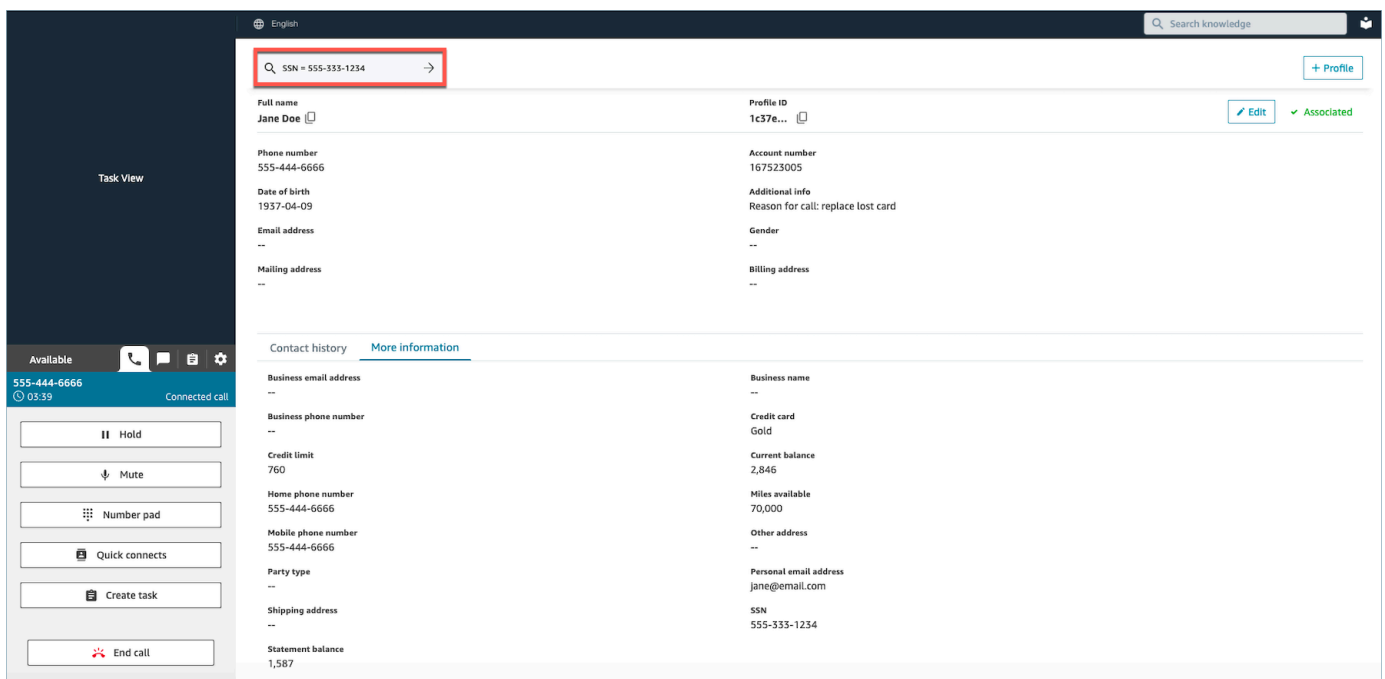 English
Search knowledge
SSN = 555-333-1234
+ Profile
Full name
Jane Doe
Profile ID
1c37e...
Edit
Associated
Phone number
555-444-6666
Account number
167523005
Date of birth
1937-04-09
Additional info
Reason for call: replace lost card
Email address
--
Gender
--
Mailing address
--
Billing address
--
Task View
Available
555-444-6666
03:39
Connected call
Hold
Mute
Number pad
Quick connects
Create task
End call
Contact history
More information
Business email address
--
Business name
--
Business phone number
--
Credit card
Gold
Credit limit
760
Current balance
2,846
Home phone number
555-444-6666
Miles available
70,000
Mobile phone number
555-444-6666
Other address
--
Party type
--
Personal email address
jane@email.com
Shipping address
--
SSN
555-333-1234
Statement balance
1,587